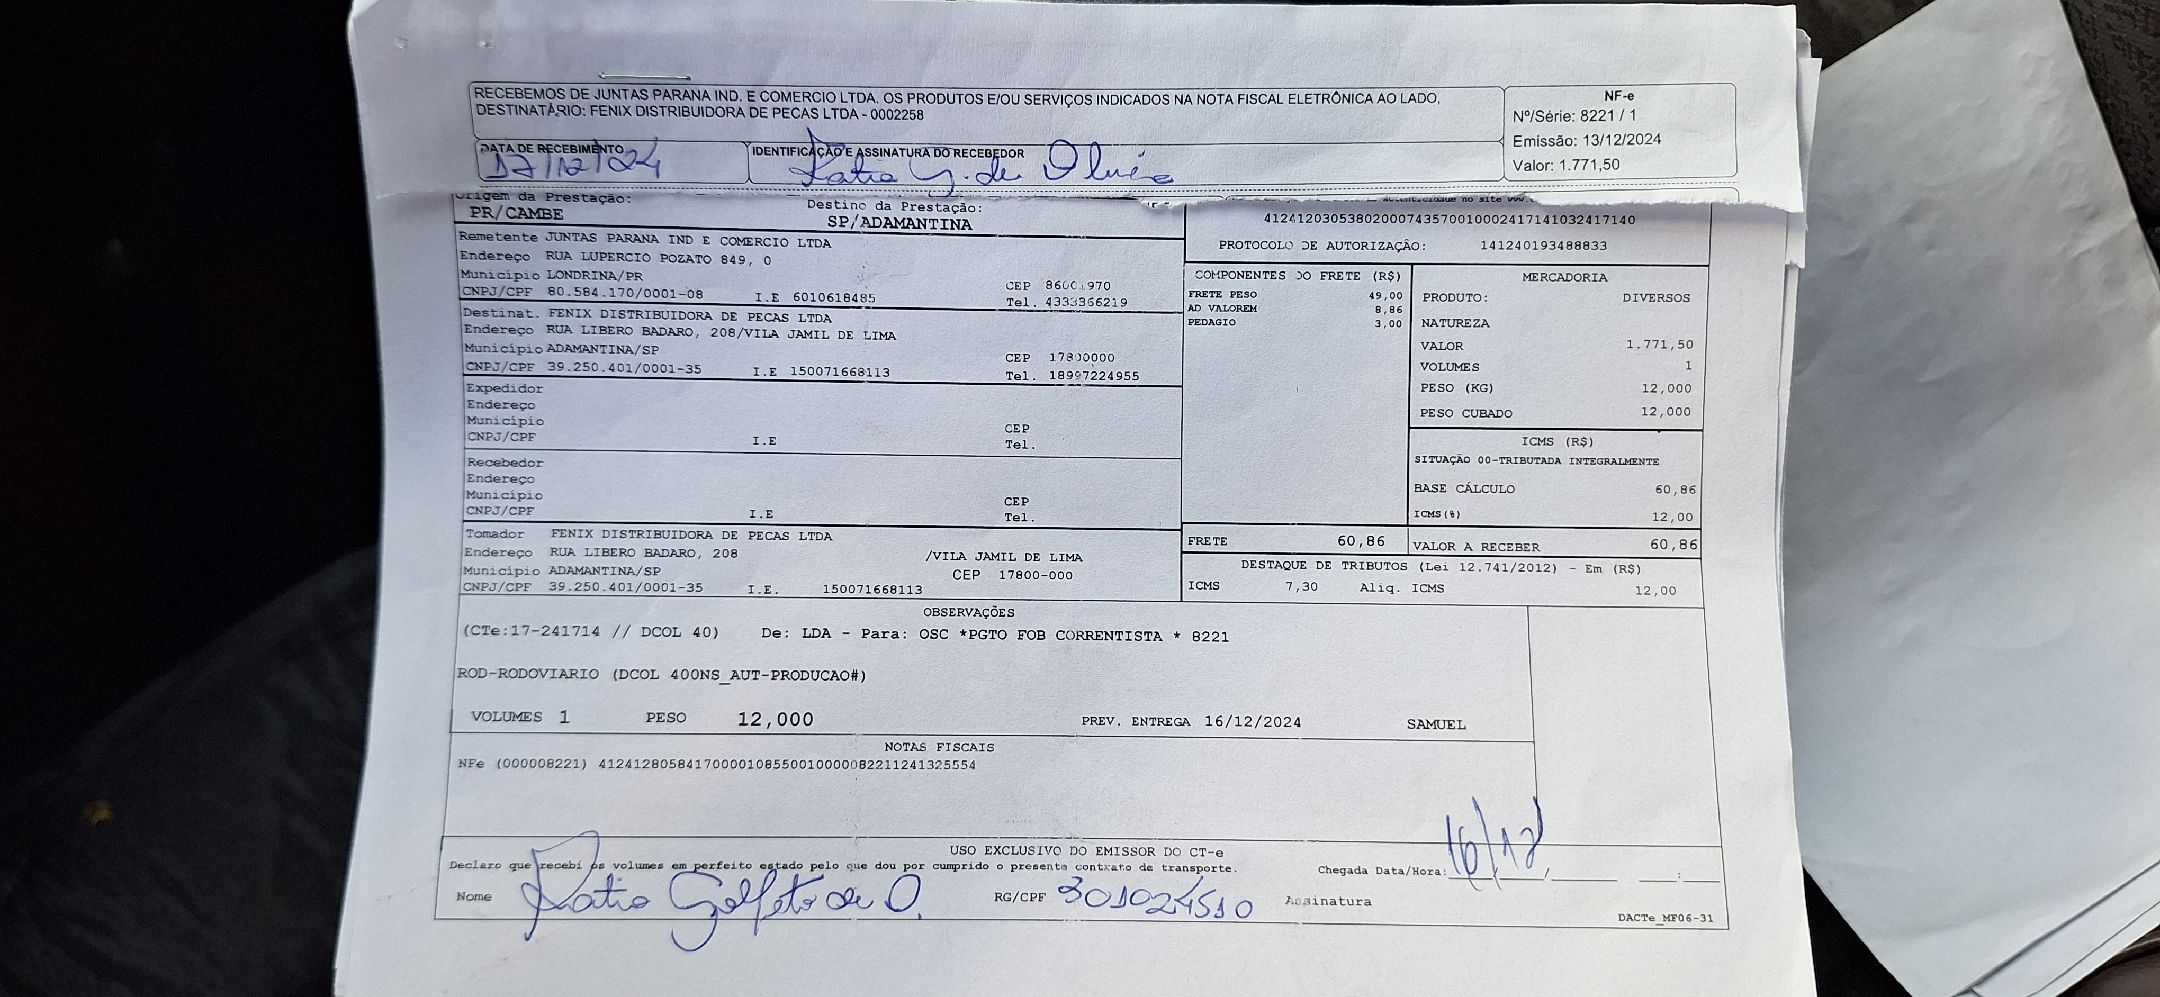 RECEBEMOS DE JUNTAS PARANA IND. E COMERCIO LTDA. OS PRODUTOS E/OU SERVIÇOS INDICADOS NA NOTA FISCAL ELETRÔNICA AO LADO,
DESTINATÁRIO: FENIX DISTRIBUIDORA DE PECAS LTDA - 0002258
NF-e
Nº/Série: 8221 / 1
Emissão: 13/12/2024
Valor: 1.771,50
DATA DE RECEBIMENTO
17/12/24
IDENTIFICAÇÃO E ASSINATURA DO RECEBEDOR
Katia G. de
Origem da Prestação:
PR/CAMBE
Destino da Prestação:
SP/ADAMANTINA
autenticidade no site www.
41241203053802000743570010002417141032417140
PROTOCOLO DE AUTORIZAÇÃO: 141240193488833
Remetente JUNTAS PARANA IND E COMERCIO LTDA
Endereço RUA LUPERCIO POZATO 849, 0
Município LONDRINA/PR
CEP
CNPJ/CPF 80.584.170/0001-08 I.E 6010618485 Tel. 4333366219
Destinat. FENIX DISTRIBUIDORA DE PECAS LTDA
Endereço RUA LIBERO BADARO, 208/VILA JAMIL DE LIMA
Município ADAMANTINA/SP CEP 17800000
CNPJ/CPF 39.250.401/0001-35 I.E 150071668113 Tel. 18997224955
Expedidor
Endereço
Município CEP
CNPJ/CPF I.E Tel.
Recebedor
Endereço
Município CEP
CNPJ/CPF I.E Tel.
Tomador FENIX DISTRIBUIDORA DE PECAS LTDA
Endereço RUA LIBERO BADARO, 208 /VILA JAMIL DE LIMA
Município ADAMANTINA/SP CEP 17800-000
CNPJ/CPF 39.250.401/0001-35 I.E. 150071668113
COMPONENTES DO FRETE (R$)
FRETE PESO 49,00
AD VALOREM 8,86
PEDAGIO 3,00
MERCADORIA
PRODUTO: DIVERSOS
NATUREZA
VALOR 1.771,50
VOLUMES 1
PESO (KG) 12,000
PESO CUBADO 12,000
ICMS (R$)
SITUAÇÃO 00-TRIBUTADA INTEGRALMENTE
BASE CÁLCULO 60,86
ICMS(%) 12,00
FRETE 60,86
VALOR A RECEBER 60,86
DESTAQUE DE TRIBUTOS (Lei 12.741/2012) - Em (R$)
ICMS 7,30 Aliq. ICMS 12,00
OBSERVAÇÕES
(CTe:17-241714 // DCOL 40) De: LDA - Para: OSC *PGTO FOB CORRENTISTA * 8221
ROD-RODOVIARIO (DCOL 400NS_AUT-PRODUCAO#)
VOLUMES 1 PESO 12,000 PREV. ENTREGA 16/12/2024 SAMUEL
NOTAS FISCAIS
NFe (000008221) 41241280584170000108550010000082211241325554
USO EXCLUSIVO DO EMISSOR DO CT-e
Declaro que recebi os volumes em perfeito estado pelo que dou por cumprido o presente contrato de transporte.
Chegada Data/Hora: 16/12
Nome Katia Golfeto de O. RG/CPF 301024510 Assinatura
DACTe_MF06-31